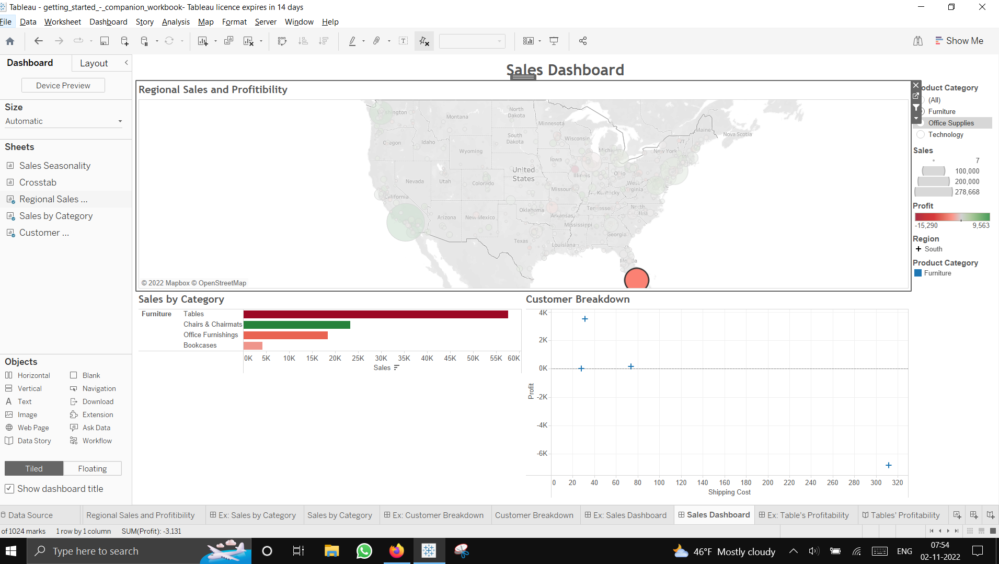 Tableau - getting_started_-_companion_workbook- Tableau licence expires in 14 days
File Data Worksheet Dashboard Story Analysis Map Format Server Window Help
Show Me
Dashboard Layout
Device Preview
Size
Automatic
Sheets
Sales Seasonality
Crosstab
Regional Sales ...
Sales by Category
Customer ...
Objects
Horizontal Blank
Vertical Navigation
Text Download
Image Extension
Web Page Ask Data
Data Story Workflow
Tiled Floating
Show dashboard title
Sales Dashboard
Regional Sales and Profitibility
Montana
North
Dakota
Minnesota
Maine
Nova Scotia
Idaho
South
Dakota
Wisconsin
Wyoming
New York
Iowa
Nevada
Utah
Colorado
United
States
Illinois
Ohio
West
Virginia
Missouri
Kentucky
California
Arizona
New Mexico
Oklahoma
Arkansas
Tennessee
North
Mississippi
Georgia
Texas
Louisiana
© 2022 Mapbox © OpenStreetMap
oduct Category
(All)
Furniture
Office Supplies
Technology
Sales
7
100,000
200,000
278,668
Profit
-15,290 9,563
Region
South
Product Category
Furniture
Sales by Category
Furniture Tables
Chairs & Chairmats
Office Furnishings
Bookcases
0K 5K 10K 15K 20K 25K 30K 35K 40K 45K 50K 55K 60K
Sales
Customer Breakdown
4K
2K
0K
-2K
-4K
-6K
Profit
0 20 40 60 80 100 120 140 160 180 200 220 240 260 280 300 320
Shipping Cost
Data Source Regional Sales and Profitibility Ex: Sales by Category Sales by Category Ex: Customer Breakdown Customer Breakdown Ex: Sales Dashboard Sales Dashboard Ex: Table's Profitibility Tables' Profitibility
of 1024 marks 1 row by 1 column SUM(Profit): -3,131
Type here to search 46°F Mostly cloudy ENG 07:54
02-11-2022